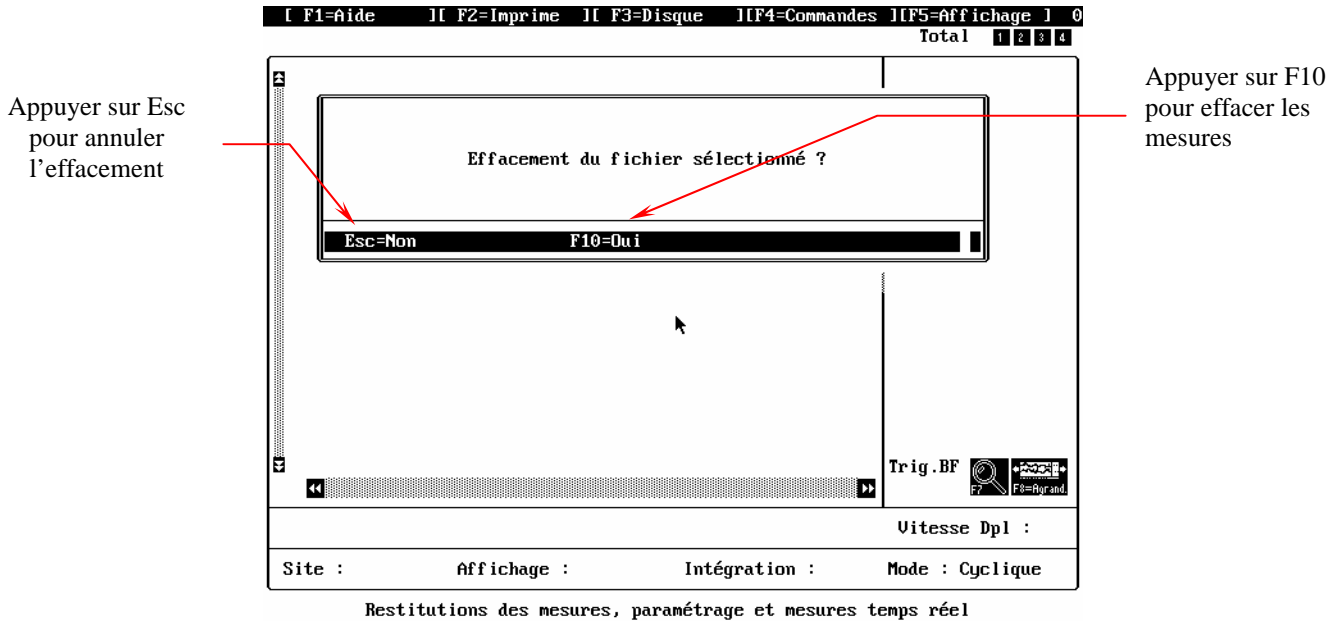 [ F1=Aide ][ F2=Imprime ][ F3=Disque ][F4=Commandes ][F5=Affichage ] 0
Total 1 2 3 4
Appuyer sur Esc
pour annuler
l’effacement
Appuyer sur F10
pour effacer les
mesures
Effacement du fichier sélectionné ?
Esc=Non F10=Oui
Trig.BF
F7
F8=Agrand.
Vitesse Dpl :
Site : Affichage : Intégration : Mode : Cyclique
Restitutions des mesures, paramétrage et mesures temps réel